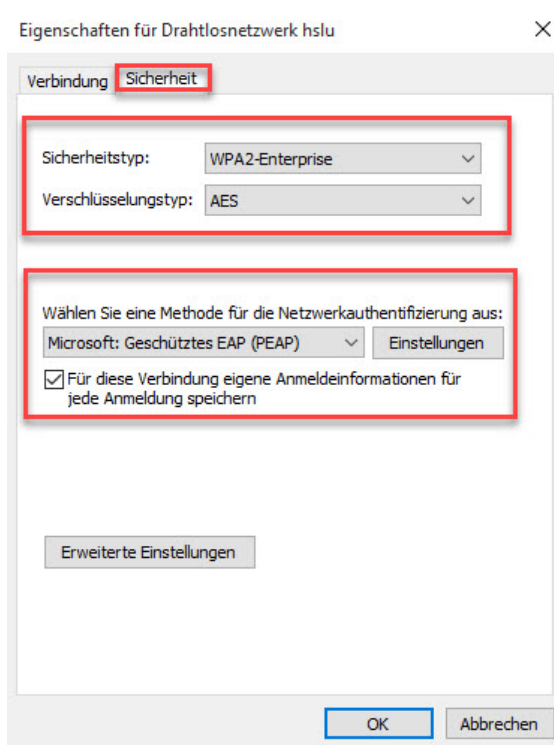 Eigenschaften für Drahtlosnetzwerk hslu
Verbindung Sicherheit
Sicherheitstyp: WPA2-Enterprise
Verschlüsselungstyp: AES
Wählen Sie eine Methode für die Netzwerkauthentifizierung aus:
Microsoft: Geschütztes EAP (PEAP) Einstellungen
Für diese Verbindung eigene Anmeldeinformationen für
jede Anmeldung speichern
Erweiterte Einstellungen
OK Abbrechen